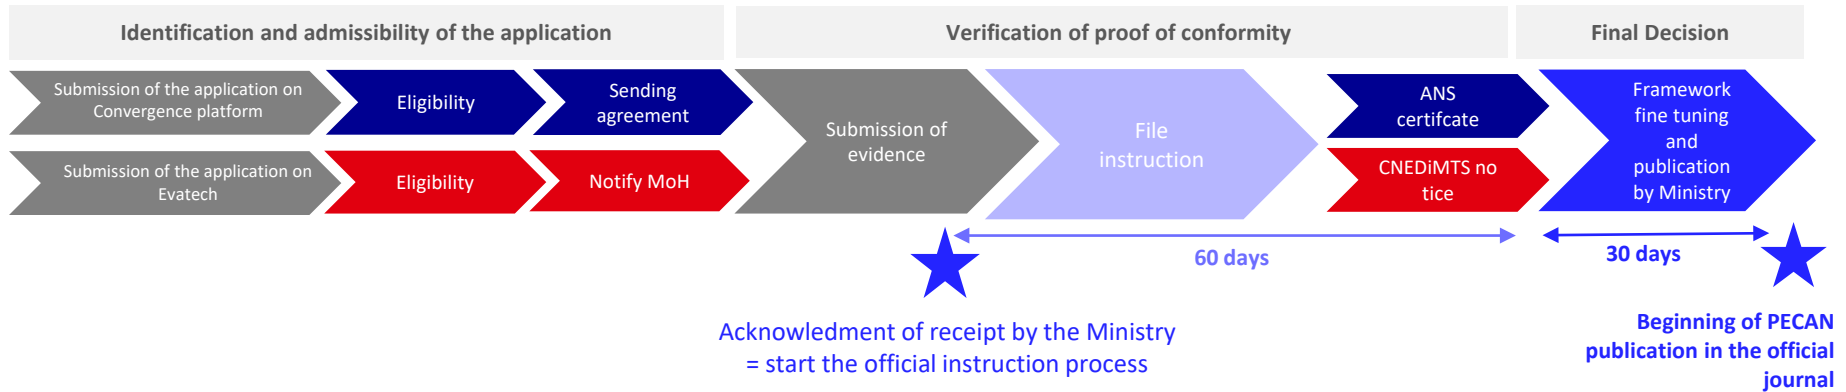 Identification and admissibility of the application
Verification of proof of conformity
Final Decision
Submission of the application on
Convergence platform
Eligibility
Sending
agreement
Submission of the application on
Evatech
Eligibility
Notify MoH
Submission of
evidence
File
instruction
ANS
certifcate
CNEDiMTS no
tice
Framework
fine tuning
and
publication
by Ministry
60 days
30 days
Acknowledment of receipt by the Ministry
= start the official instruction process
Beginning of PECAN
publication in the official
journal